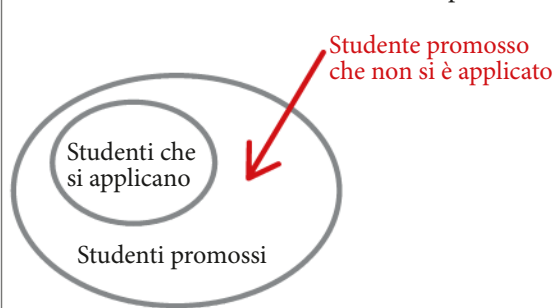 Studente promosso
che non si è applicato
Studenti che
si applicano
Studenti promossi